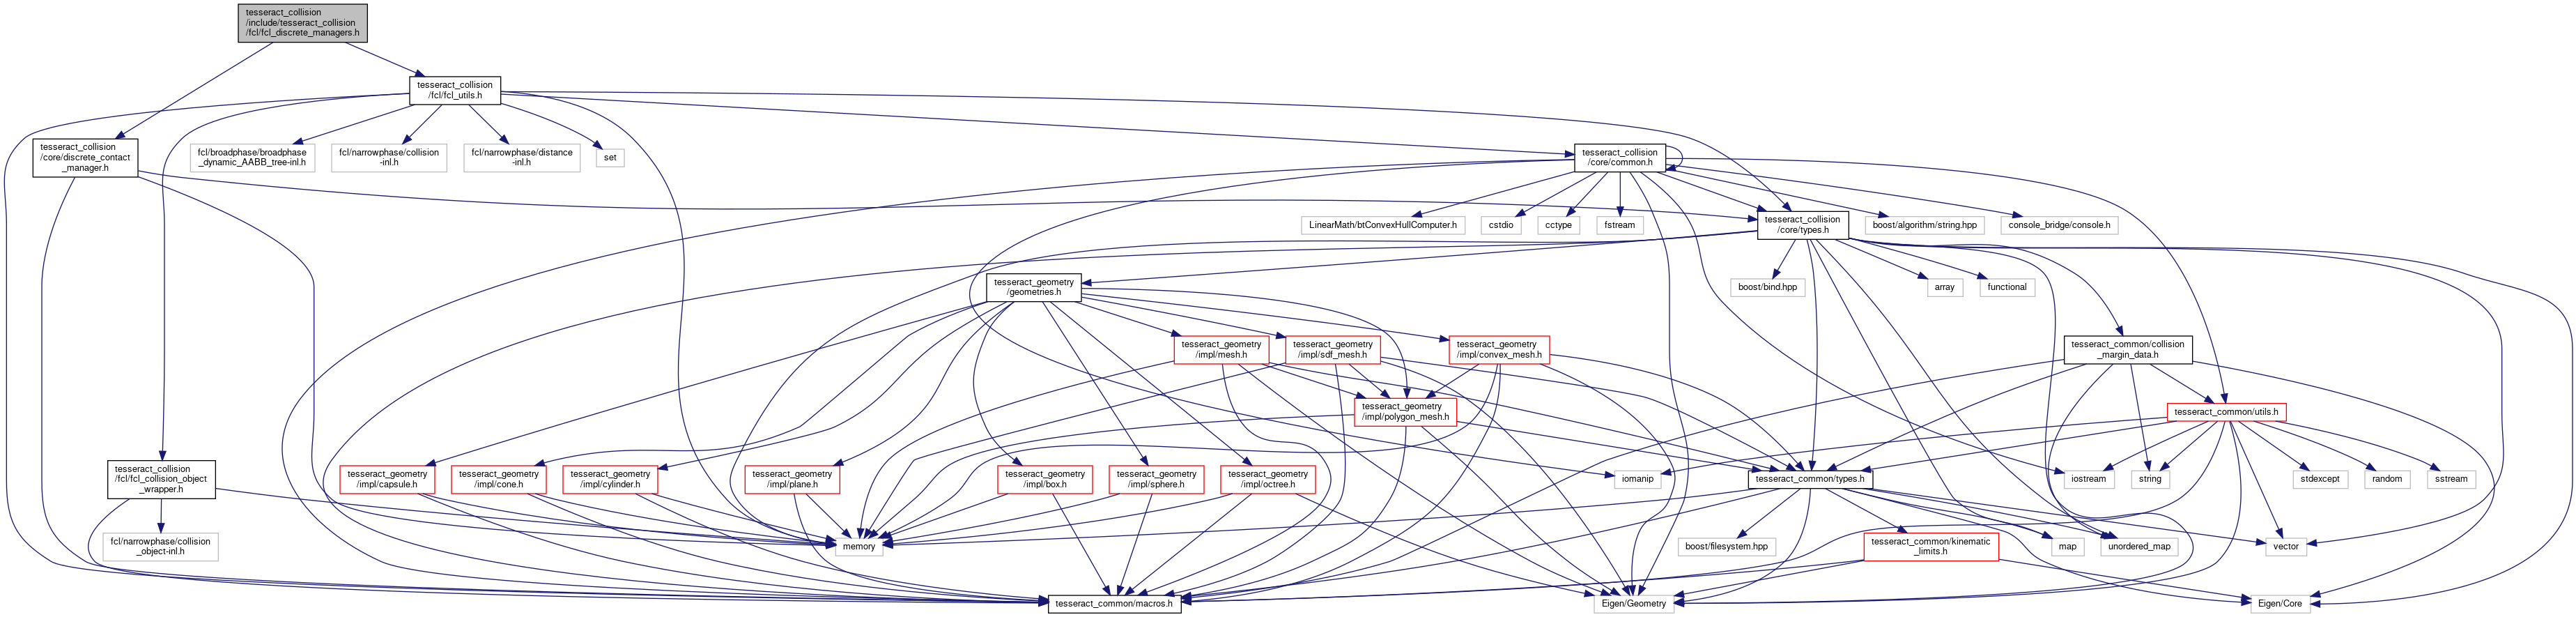 tesseract_collision
/include/tesseract_collision
/fcl/fcl_discrete_managers.h
tesseract_collision
/fcl/fcl_utils.h
tesseract_collision
/core/discrete_contact
_manager.h
fcl/broadphase/broadphase
_dynamic_AABB_tree-inl.h
fcl/narrowphase/collision
-inl.h
fcl/narrowphase/distance
-inl.h
set
tesseract_collision
/core/common.h
LinearMath/btConvexHullComputer.h
cstdio
cctype
fstream
tesseract_collision
/core/types.h
boost/algorithm/string.hpp
console_bridge/console.h
tesseract_geometry
/geometries.h
boost/bind.hpp
array
functional
tesseract_geometry
/impl/mesh.h
tesseract_geometry
/impl/sdf_mesh.h
tesseract_geometry
/impl/convex_mesh.h
tesseract_common/collision
_margin_data.h
tesseract_geometry
/impl/polygon_mesh.h
tesseract_common/utils.h
tesseract_collision
/fcl/fcl_collision_object
_wrapper.h
tesseract_geometry
/impl/capsule.h
tesseract_geometry
/impl/cone.h
tesseract_geometry
/impl/cylinder.h
tesseract_geometry
/impl/plane.h
tesseract_geometry
/impl/box.h
tesseract_geometry
/impl/sphere.h
tesseract_geometry
/impl/octree.h
iomanip
tesseract_common/types.h
iostream
string
stdexcept
random
sstream
fcl/narrowphase/collision
_object-inl.h
memory
boost/filesystem.hpp
tesseract_common/kinematic
_limits.h
map
unordered_map
vector
tesseract_common/macros.h
Eigen/Geometry
Eigen/Core